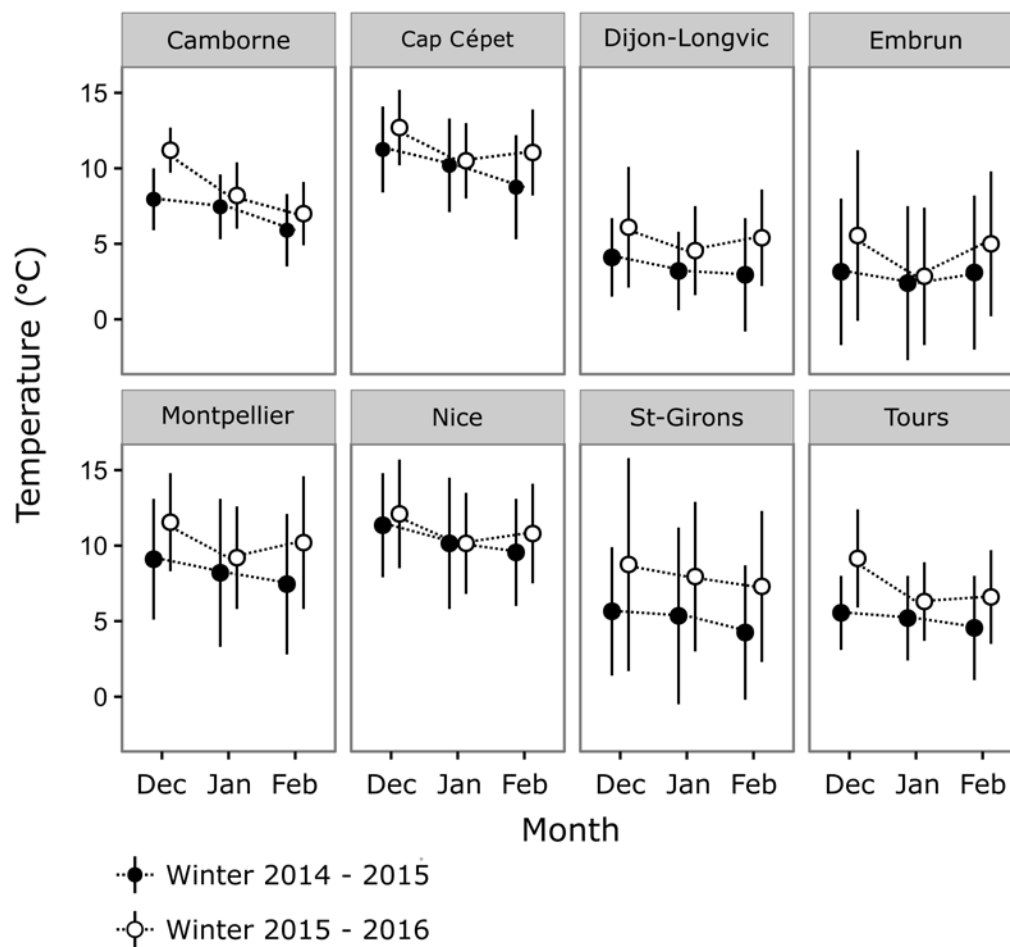 Camborne Cap Cépet Dijon-Longvic Embrun
15
10
5
0
Montpellier Nice St-Girons Tours
15
10
5
0
Temperature (°C)
Dec Jan Feb Dec Jan Feb Dec Jan Feb Dec Jan Feb
Month
Winter 2014 - 2015
Winter 2015 - 2016